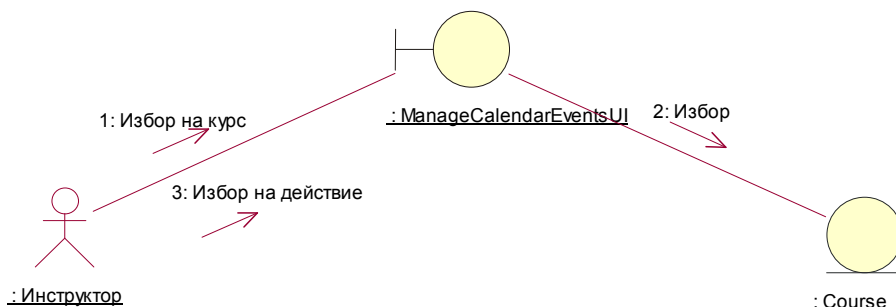 1: Избор на курс
: ManageCalendarEventsUI
2: Избор
3: Избор на действие
: Инструктор
: Course